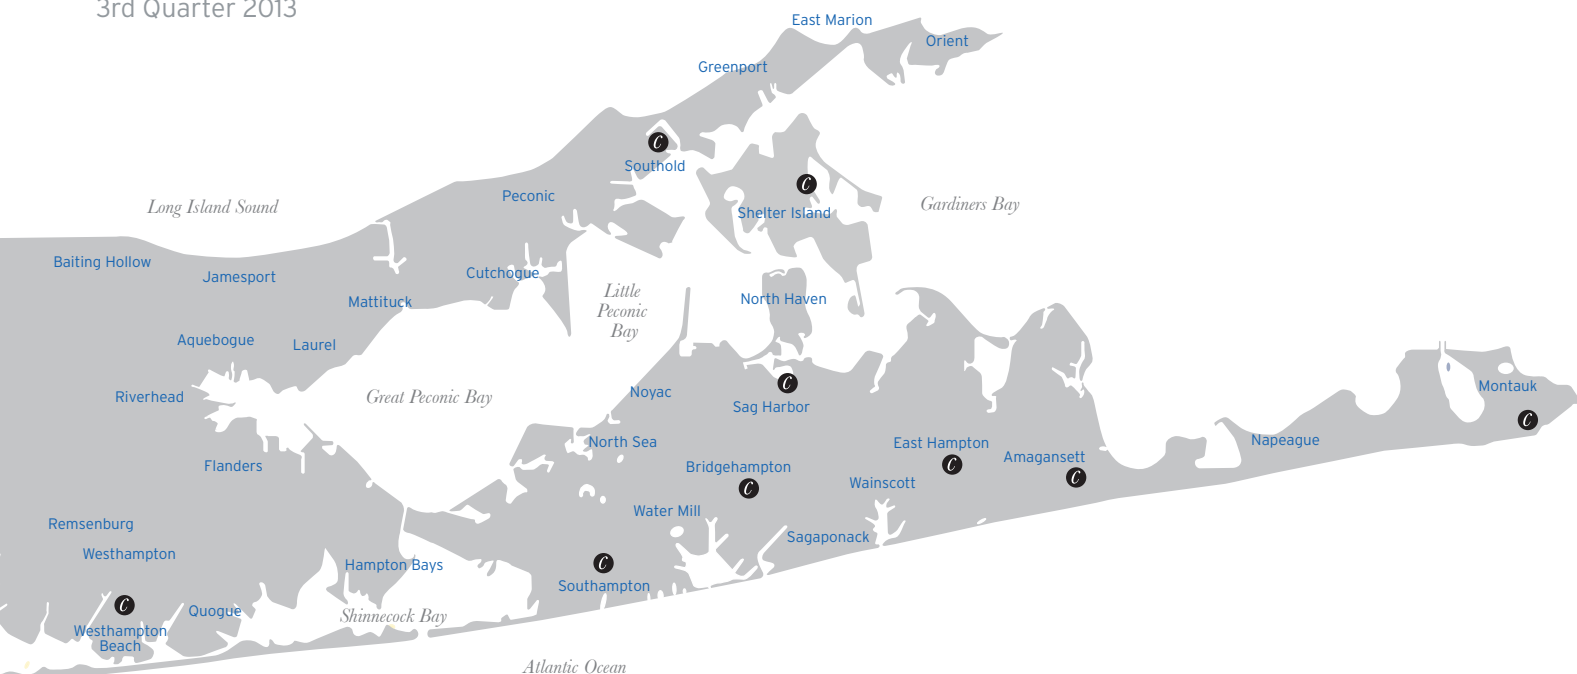 3rd Quarter 2013
East Marion
Orient
Greenport
C
Southold
Peconic
C
Shelter Island
Long Island Sound
Gardiners Bay
Baiting Hollow
Jamesport
Cutchogue
Mattituck
Little
Peconic
Bay
North Haven
Aquebogue
Laurel
Riverhead
Great Peconic Bay
Noyac
C
Sag Harbor
Montauk
C
North Sea
East Hampton
C
Napeague
Flanders
Bridgehampton
C
Amagansett
C
Wainscott
Water Mill
Remsenburg
Sagaponack
Westhampton
Hampton Bays
C
Southampton
C
Westhampton
Beach
Quogue
Shinnecock Bay
Atlantic Ocean